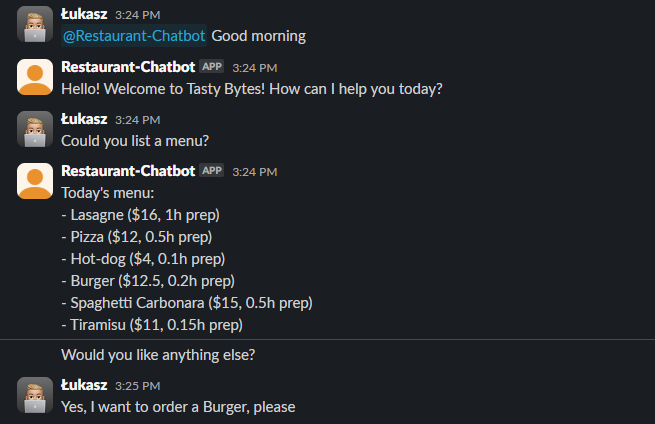 Łukasz 3:24 PM
@Restaurant-Chatbot Good morning
Restaurant-Chatbot APP 3:24 PM
Hello! Welcome to Tasty Bytes! How can I help you today?
Łukasz 3:24 PM
Could you list a menu?
Restaurant-Chatbot APP 3:24 PM
Today's menu:
- Lasagne ($16, 1h prep)
- Pizza ($12, 0.5h prep)
- Hot-dog ($4, 0.1h prep)
- Burger ($12.5, 0.2h prep)
- Spaghetti Carbonara ($15, 0.5h prep)
- Tiramisu ($11, 0.15h prep)
Would you like anything else?
Łukasz 3:25 PM
Yes, I want to order a Burger, please